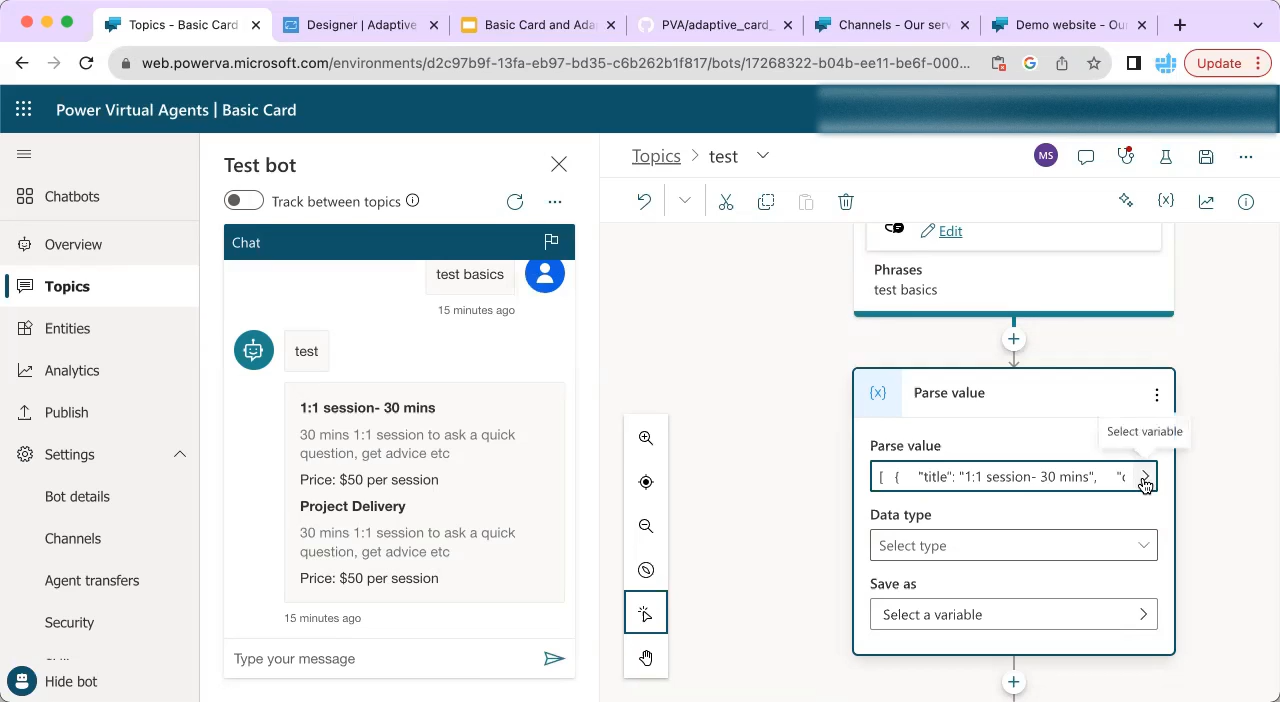 Topics - Basic Card
Designer | Adaptive
Basic Card and Ada
PVA/adaptive_card_
Channels - Our serv
Demo website - Ou
web.powerva.microsoft.com/environments/d2c97b9f-13fa-eb97-bd35-c6b262b1f817/bots/17268322-b04b-ee11-be6f-000...
Update
Power Virtual Agents | Basic Card
Chatbots
Overview
Topics
Entities
Analytics
Publish
Settings
Bot details
Channels
Agent transfers
Security
Hide bot
Test bot
Track between topics
Chat
test basics
15 minutes ago
test
1:1 session- 30 mins
30 mins 1:1 session to ask a quick
question, get advice etc
Price: $50 per session
Project Delivery
30 mins 1:1 session to ask a quick
question, get advice etc
Price: $50 per session
15 minutes ago
Type your message
Topics > test
MS
Edit
Phrases
test basics
{x} Parse value
Select variable
Parse value
[ { "title": "1:1 session- 30 mins", "c
Data type
Select type
Save as
Select a variable